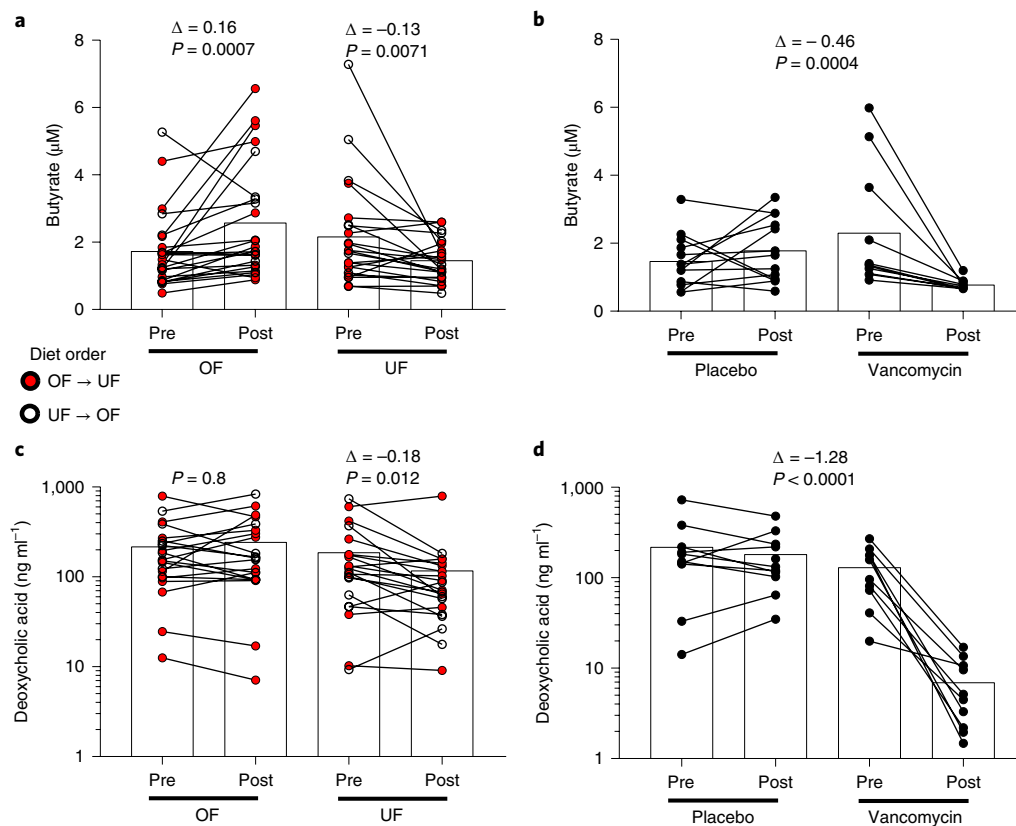 a
Δ = 0.16
P = 0.0007
Δ = −0.13
P = 0.0071
8
6
4
2
0
Butyrate (μM)
Pre
Post
Pre
Post
OF
UF
b
Δ = − 0.46
P = 0.0004
8
6
4
2
0
Butyrate (μM)
Pre
Post
Pre
Post
Placebo
Vancomycin
Diet order
OF → UF
UF → OF
c
P = 0.8
Δ = −0.18
P = 0.012
1,000
100
10
1
Deoxycholic acid (ng ml⁻¹)
Pre
Post
Pre
Post
OF
UF
d
Δ = −1.28
P < 0.0001
1,000
100
10
1
Deoxycholic acid (ng ml⁻¹)
Pre
Post
Pre
Post
Placebo
Vancomycin